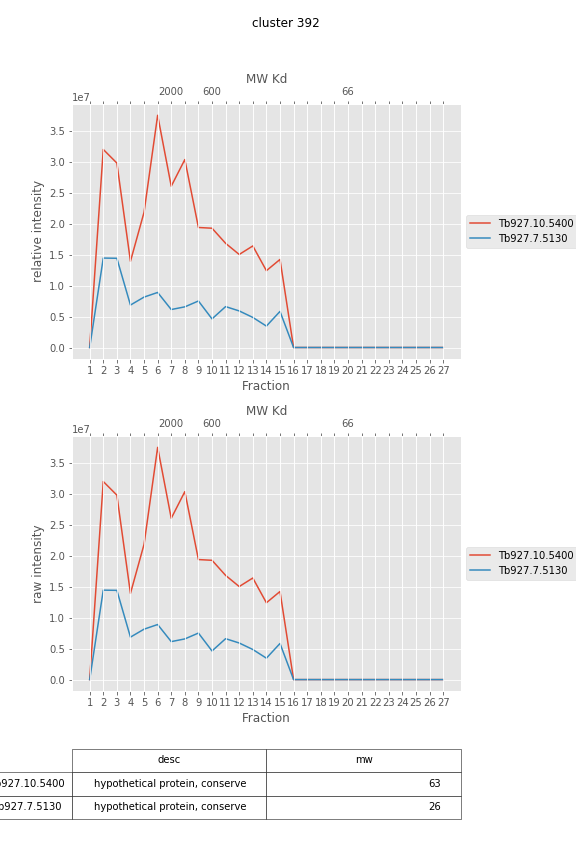 cluster 392
MW Kd
2000 600 66
1e7
3.5
3.0
2.5
2.0
1.5
1.0
0.5
0.0
relative intensity
Tb927.10.5400
Tb927.7.5130
1 2 3 4 5 6 7 8 9 10 11 12 13 14 15 16 17 18 19 20 21 22 23 24 25 26 27
Fraction
MW Kd
2000 600 66
1e7
3.5
3.0
2.5
2.0
1.5
1.0
0.5
0.0
raw intensity
Tb927.10.5400
Tb927.7.5130
1 2 3 4 5 6 7 8 9 10 11 12 13 14 15 16 17 18 19 20 21 22 23 24 25 26 27
Fraction
desc mw
b927.10.5400 hypothetical protein, conserve 63
b927.7.5130 hypothetical protein, conserve 26